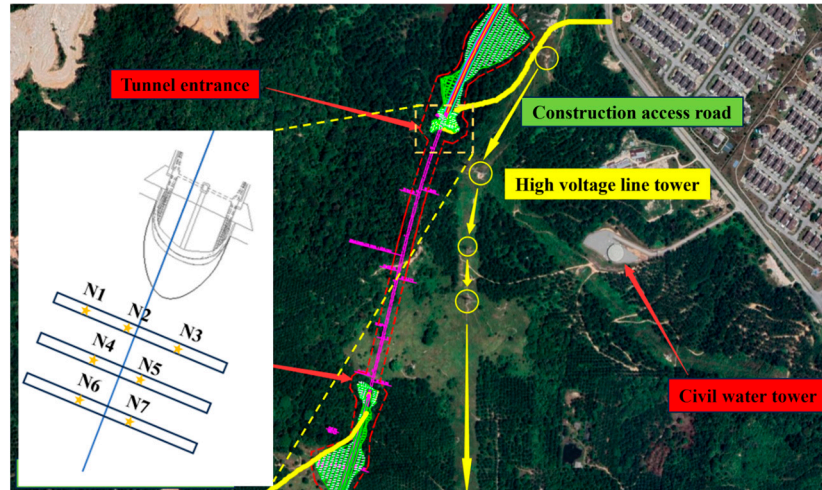 Tunnel entrance
Construction access road
High voltage line tower
N1
N2
N3
N4
N5
N6
N7
Civil water tower